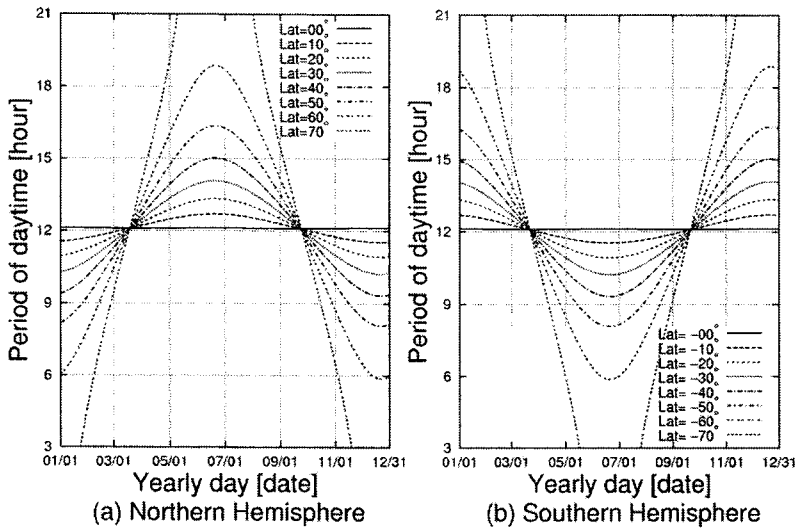 21
18
15
12
9
6
3
Period of daytime [hour]
Lat=00°
Lat=10°
Lat=20°
Lat=30°
Lat=40°
Lat=50°
Lat=60°
Lat=70
01/01 03/01 05/01 07/01 09/01 11/01 12/31
Yearly day [date]
(a) Northern Hemisphere
21
18
15
12
9
6
3
Period of daytime [hour]
Lat= -00°
Lat= -10°
Lat= -20°
Lat= -30°
Lat= -40°
Lat= -50°
Lat= -60°
Lat= -70
01/01 03/01 05/01 07/01 09/01 11/01 12/31
Yearly day [date]
(b) Southern Hemisphere